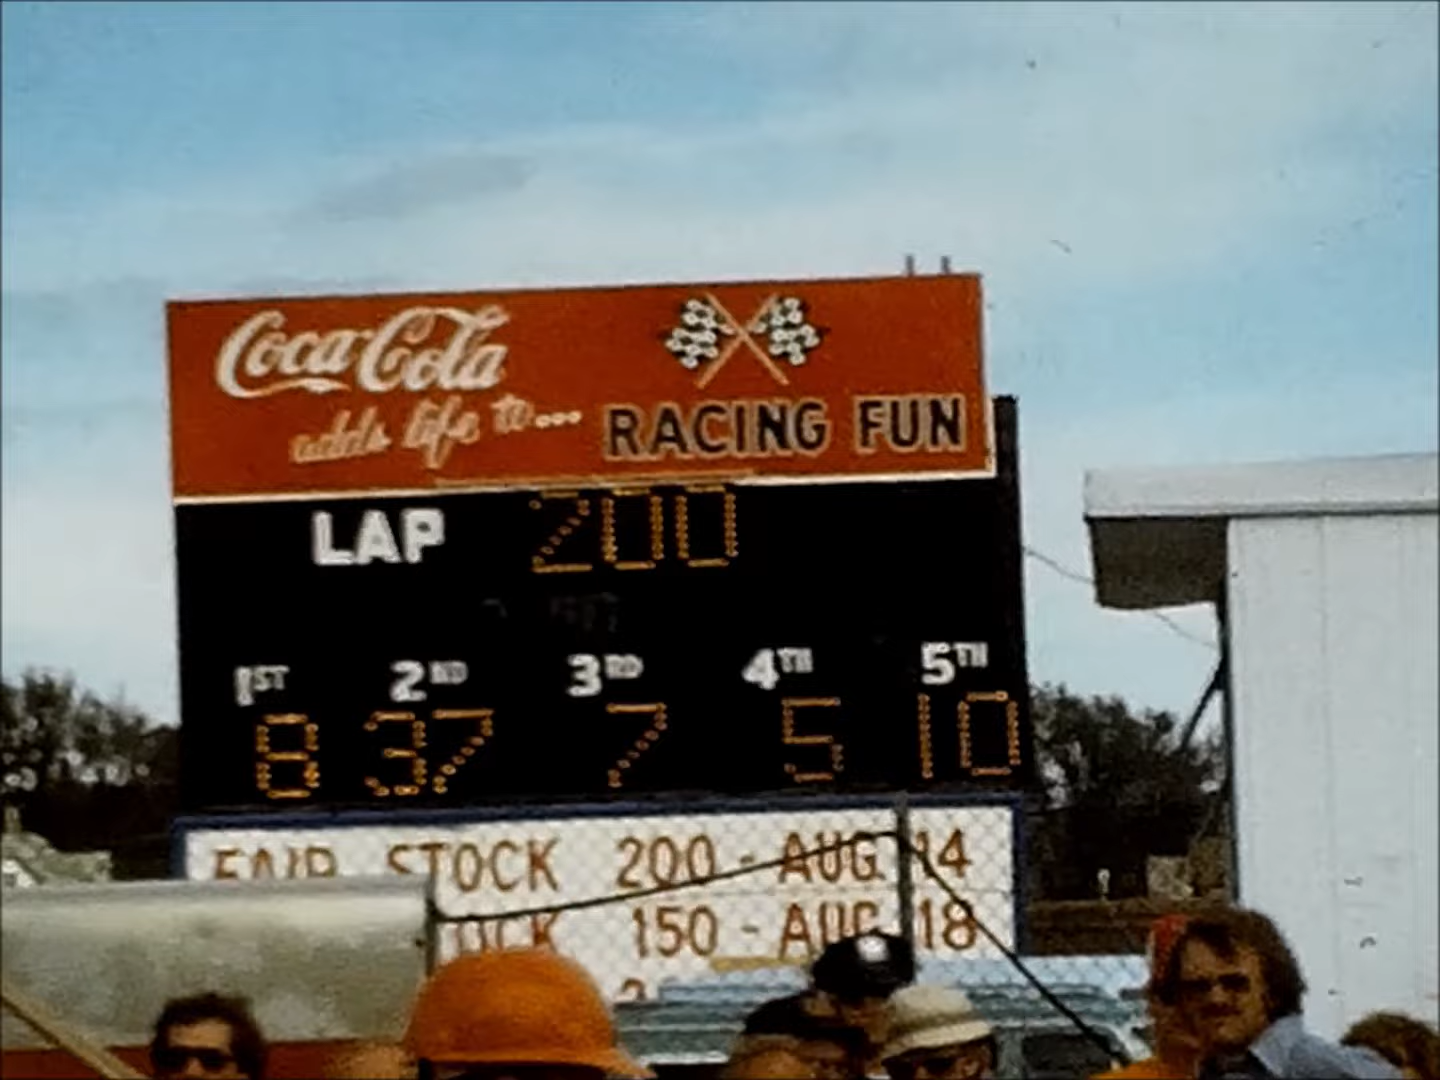 Coca-Cola
adds life to... RACING FUN
LAP 200
1ST 2ND 3RD 4TH 5TH
8 37 7 5 10
FAIR STOCK 200 - AUG 14
150 - AUG 18